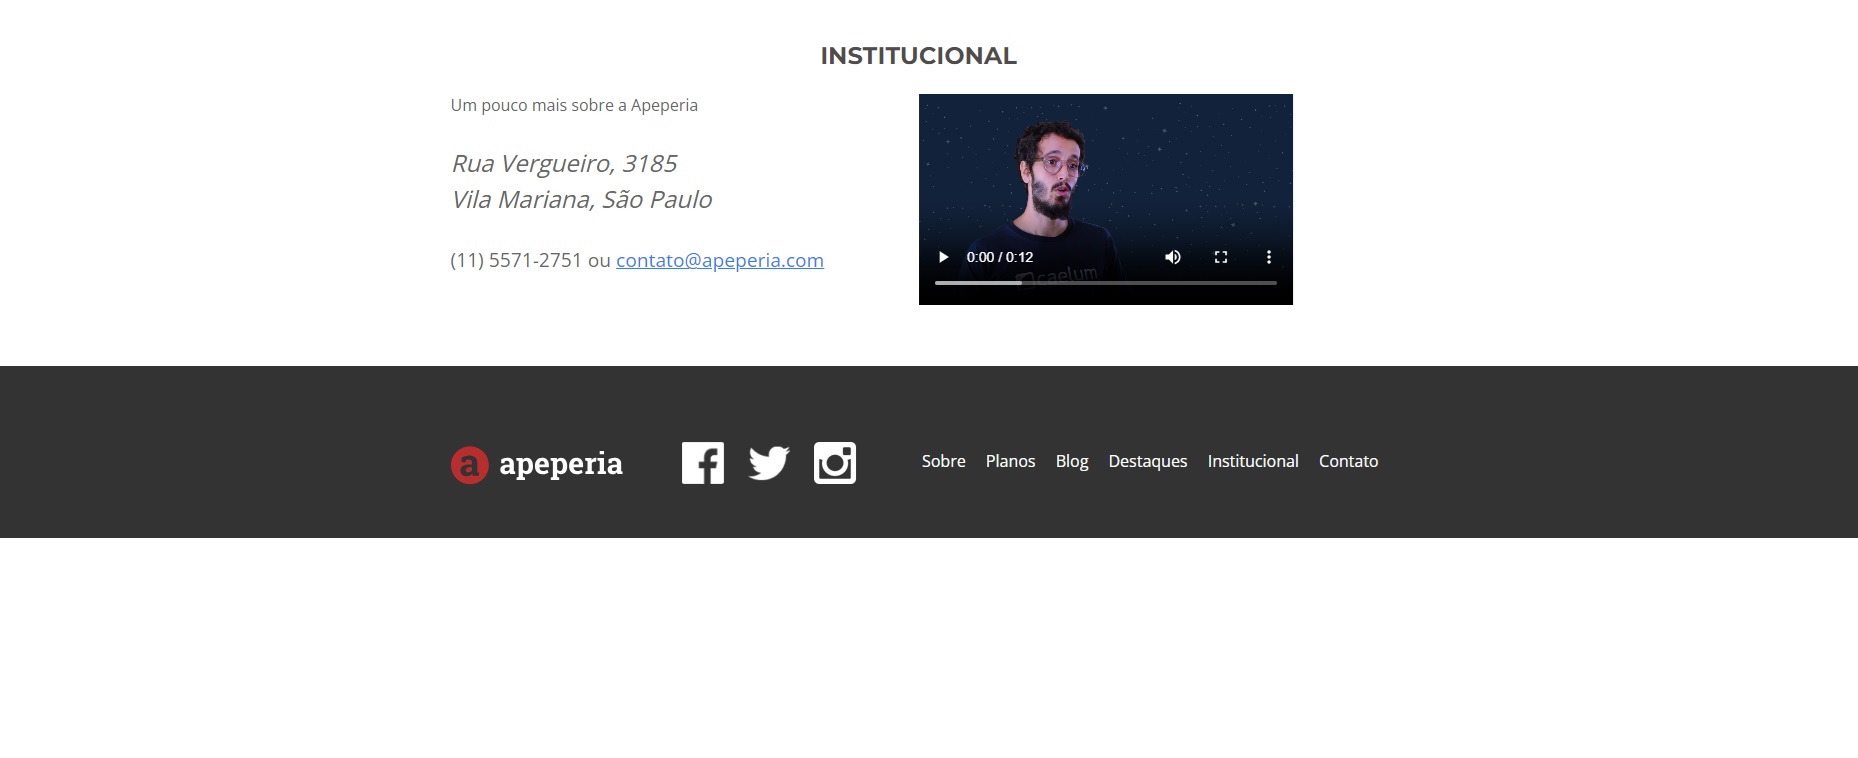 INSTITUCIONAL
Um pouco mais sobre a Apeperia
Rua Vergueiro, 3185
Vila Mariana, São Paulo
(11) 5571-2751 ou contato@apeperia.com
0:00 / 0:12
caelum
a apeperia
Sobre Planos Blog Destaques Institucional Contato